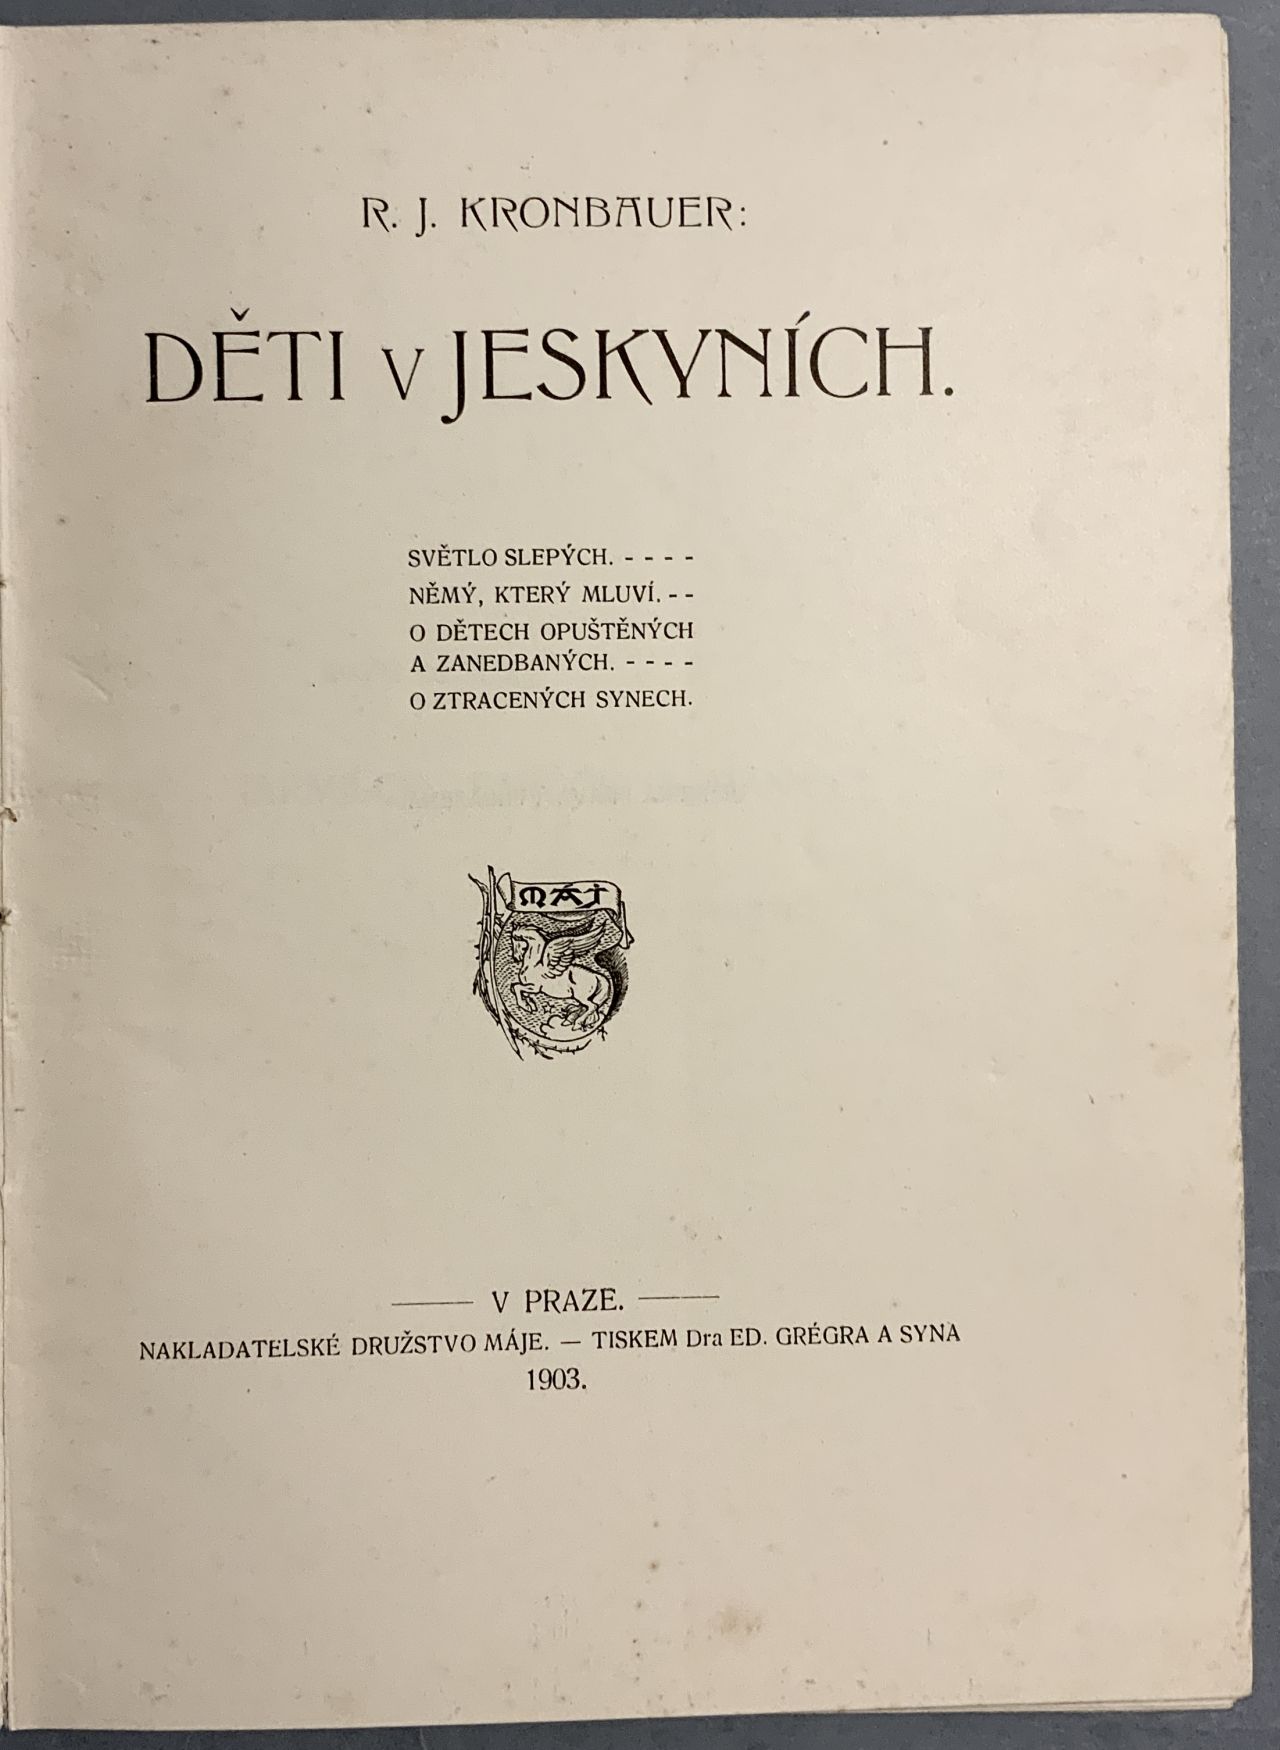 R. J. KRONBAUER:
DĚTI V JESKYNÍCH.
SVĚTLO SLEPÝCH. - - - -
NĚMÝ, KTERÝ MLUVÍ. - -
O DĚTECH OPUŠTĚNÝCH
A ZANEDBANÝCH. - - - -
O ZTRACENÝCH SYNECH.
MÁJ
V PRAZE.
NAKLADATELSKÉ DRUŽSTVO MÁJE. — TISKEM Dra ED. GRÉGRA A SYNA
1903.